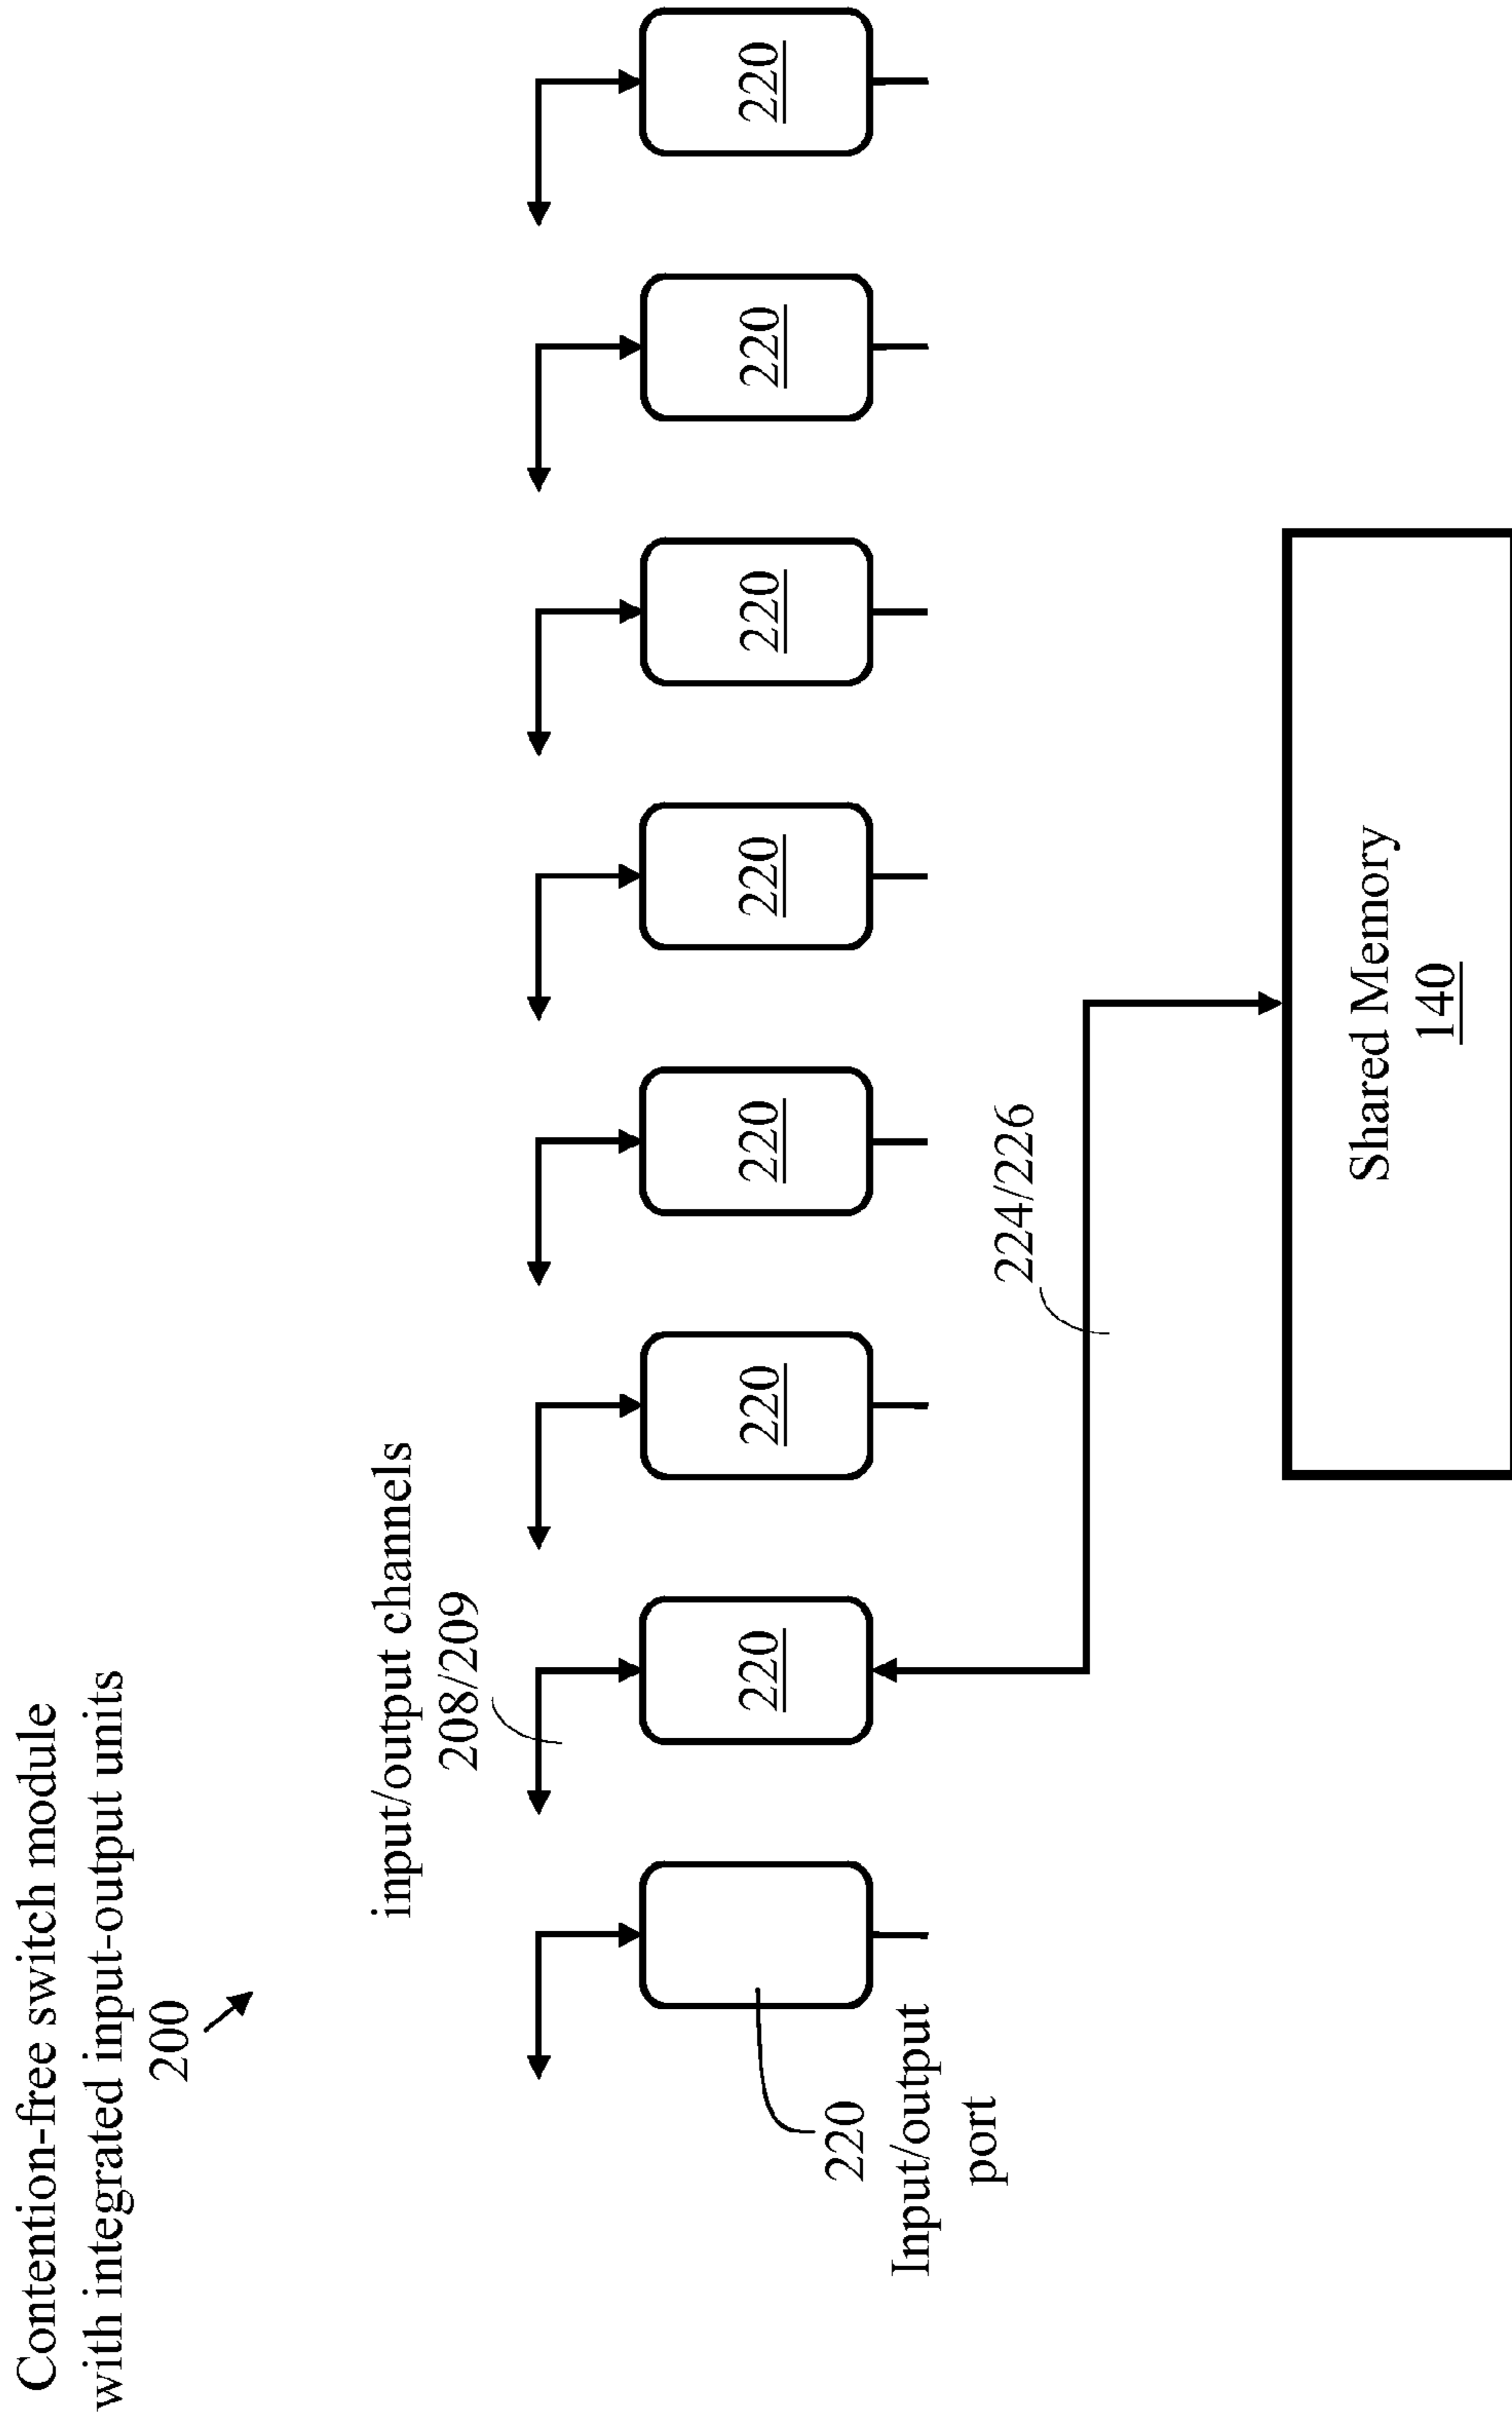 Contention-free switch module
with integrated input-output units
200
input/output channels
208/209
220
220
220
220
220
220
220
220
Input/output
port
224/226
Shared Memory
140